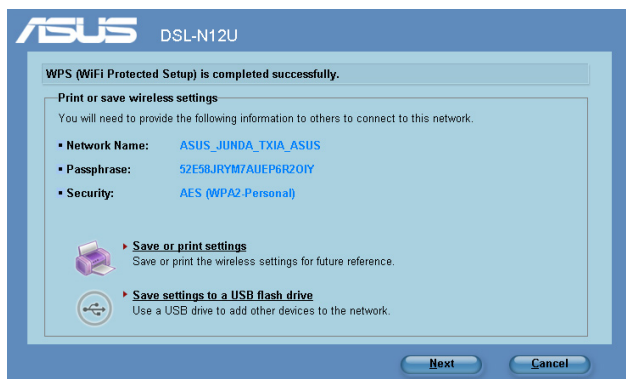 ASUS DSL-N12U
WPS (WiFi Protected Setup) is completed successfully.
Print or save wireless settings
You will need to provide the following information to others to connect to this network.
Network Name: ASUS_JUNDA_TXIA_ASUS
Passphrase: 52E58JRYM7AUEP6R2OIY
Security: AES (WPA2-Personal)
Save or print settings
Save or print the wireless settings for future reference.
Save settings to a USB flash drive
Use a USB drive to add other devices to the network.
Next Cancel